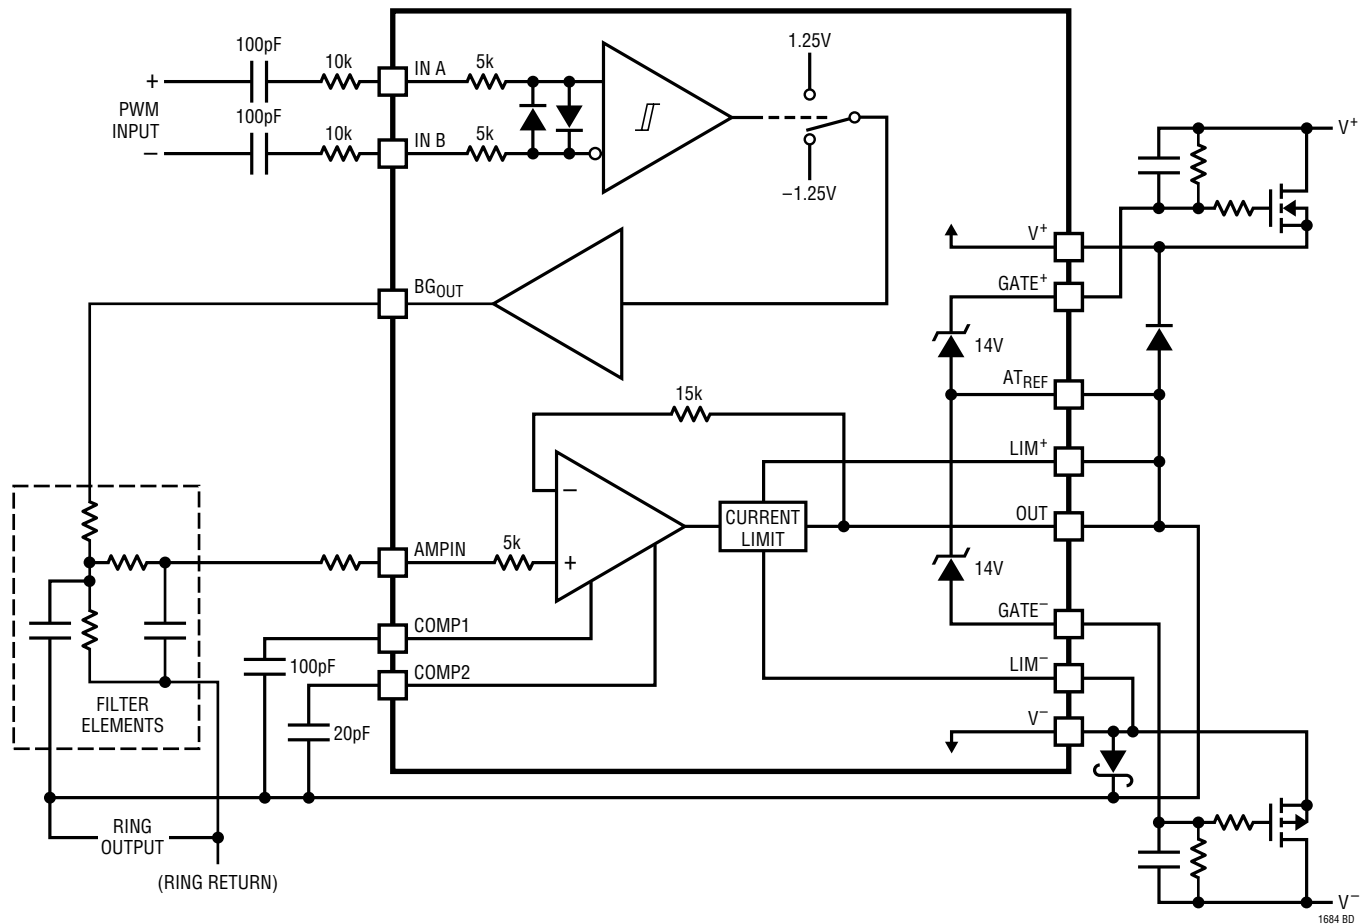 100pF
10k
IN A
5k
1.25V
+
PWM
INPUT
100pF
10k
IN B
5k
–
–1.25V
V+
V+
GATE+
BGOUT
14V
ATREF
15k
LIM+
–
CURRENT
LIMIT
OUT
AMPIN
5k
+
14V
GATE–
COMP1
100pF
LIM–
COMP2
FILTER
ELEMENTS
20pF
V–
RING
OUTPUT
(RING RETURN)
V–
1684 BD